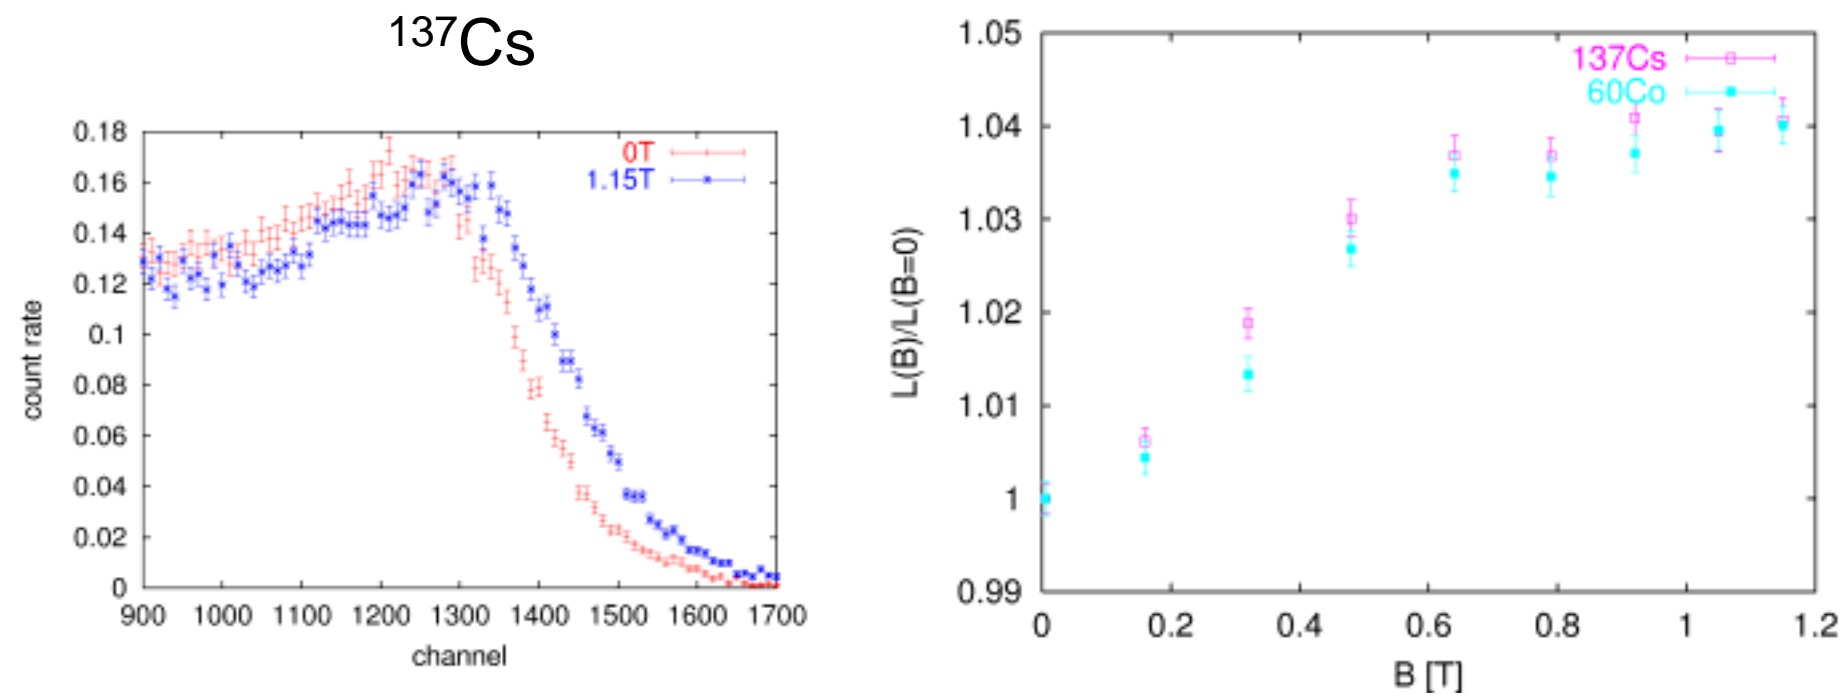 ¹³⁷Cs
0.18
0.16
0.14
0.12
0.1
0.08
0.06
0.04
0.02
0
900 1000 1100 1200 1300 1400 1500 1600 1700
count rate
channel
0T
1.15T
1.05
1.04
1.03
1.02
1.01
1
0.99
0 0.2 0.4 0.6 0.8 1 1.2
L(B)/L(B=0)
B [T]
137Cs
60Co